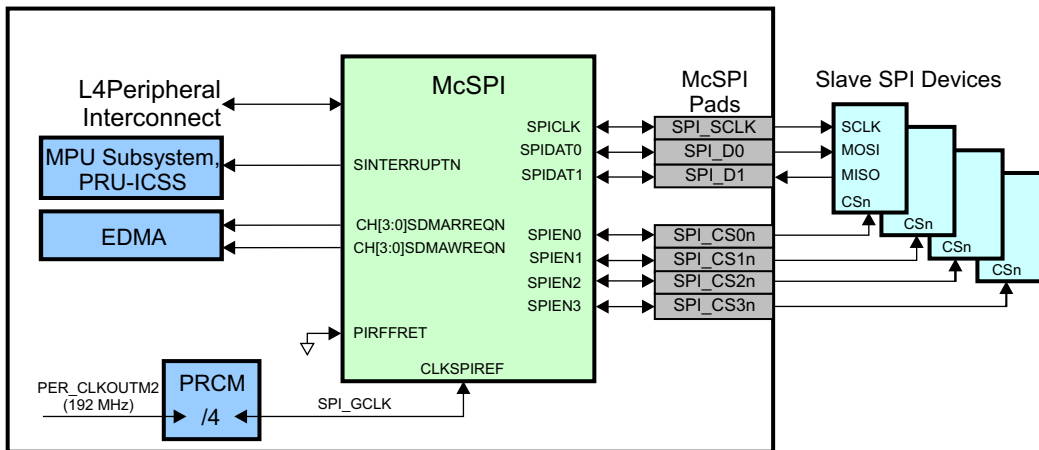 L4Peripheral
Interconnect
MPU Subsystem,
PRU-ICSS
EDMA
McSPI
SINTERRUPTN
CH[3:0]SDMARREQN
CH[3:0]SDMAWREQN
PIRFFRET
CLKSPIREF
SPICLK
SPIDAT0
SPIDAT1
SPIEN0
SPIEN1
SPIEN2
SPIEN3
McSPI
Pads
SPI_SCLK
SPI_D0
SPI_D1
SPI_CS0n
SPI_CS1n
SPI_CS2n
SPI_CS3n
Slave SPI Devices
SCLK
MOSI
MISO
CSn
CSn
CSn
CSn
PER_CLKOUTM2
(192 MHz)
PRCM
/4
SPI_GCLK